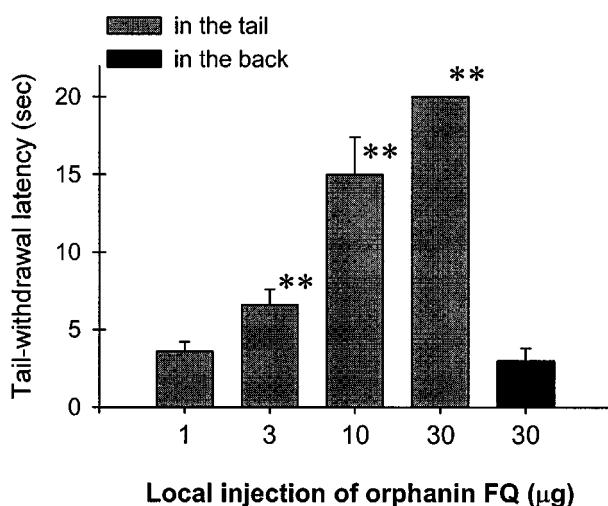 in the tail
in the back
Tail-withdrawal latency (sec)
20
15
10
5
0
**
**
**
1 3 10 30 30
Local injection of orphanin FQ (μg)